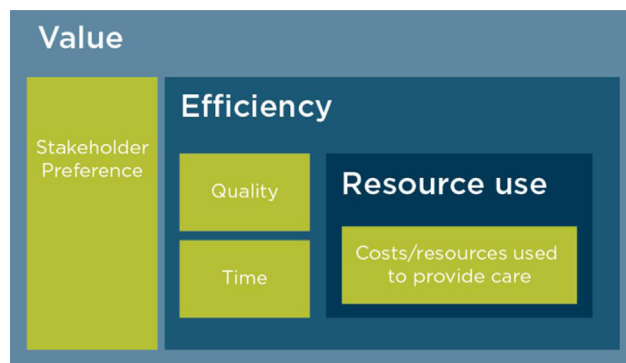 Value
Stakeholder
Preference
Efficiency
Quality
Time
Resource use
Costs/resources used
to provide care